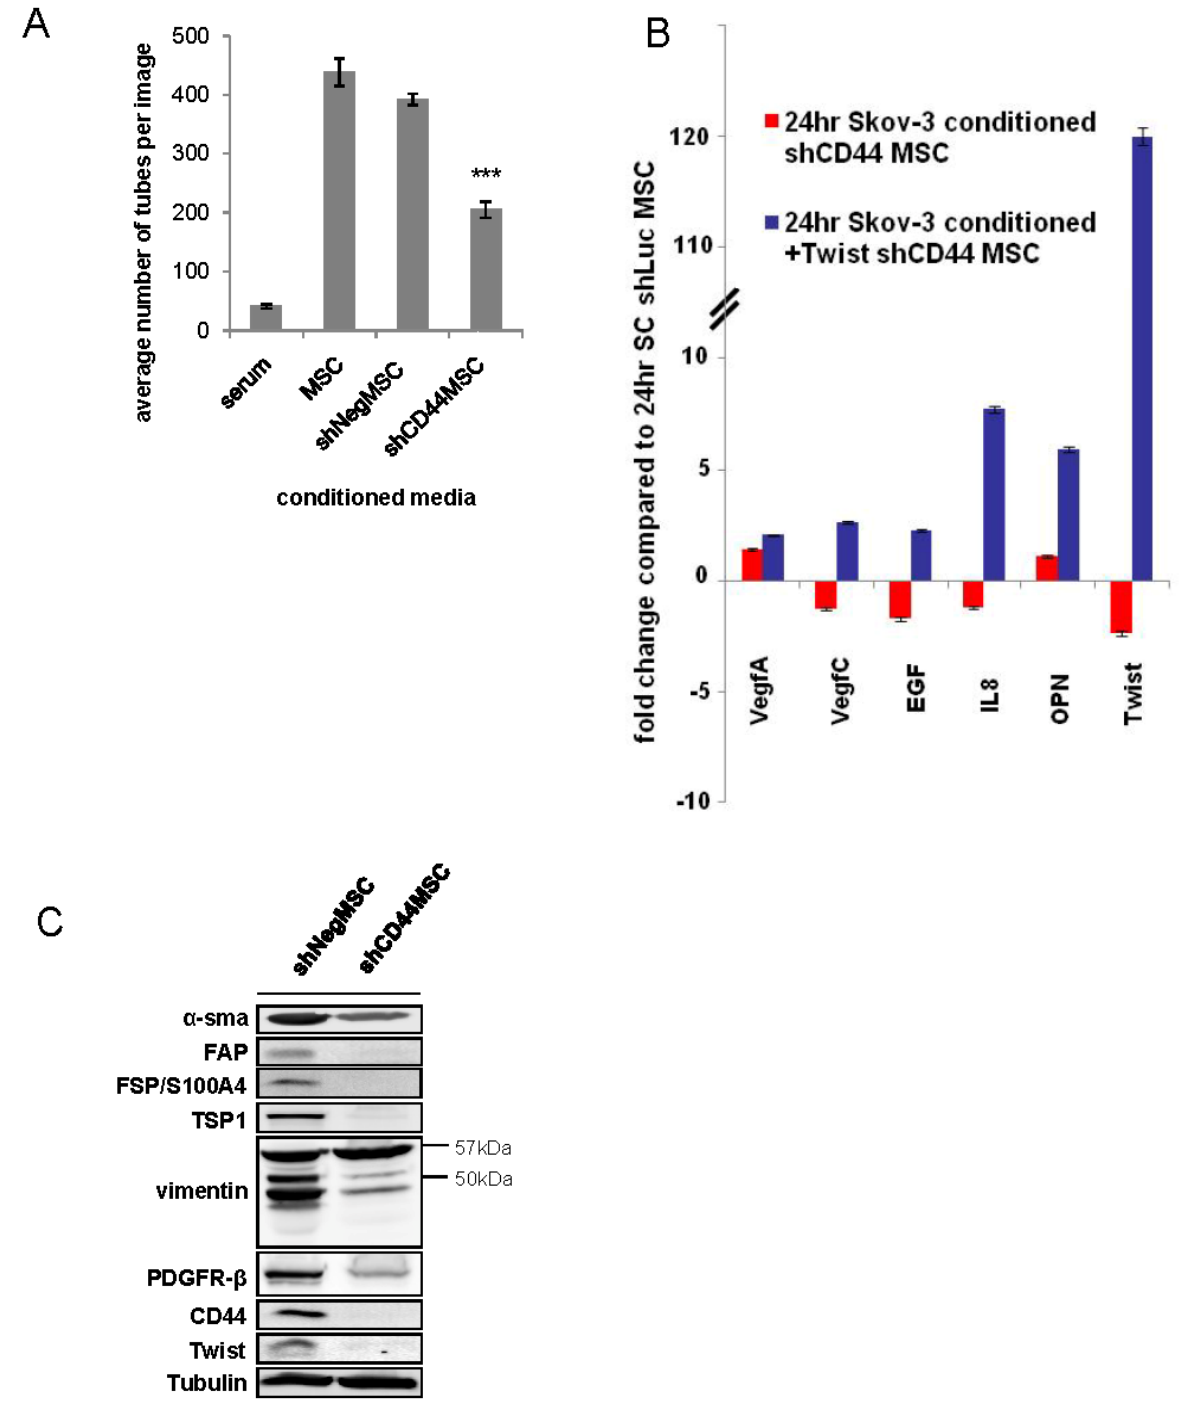 A
average number of tubes per image
500
400
300
200
100
0
***
serum
MSC
shNegMSC
shCD44MSC
conditioned media
B
fold change compared to 24hr SC shLuc MSC
120
110
10
5
0
-5
-10
24hr Skov-3 conditioned
shCD44 MSC
24hr Skov-3 conditioned
+Twist shCD44 MSC
VegfA
VegfC
EGF
IL8
OPN
Twist
C
shNegMSC
shCD44MSC
α-sma
FAP
FSP/S100A4
TSP1
vimentin
57kDa
50kDa
PDGFR-β
CD44
Twist
Tubulin